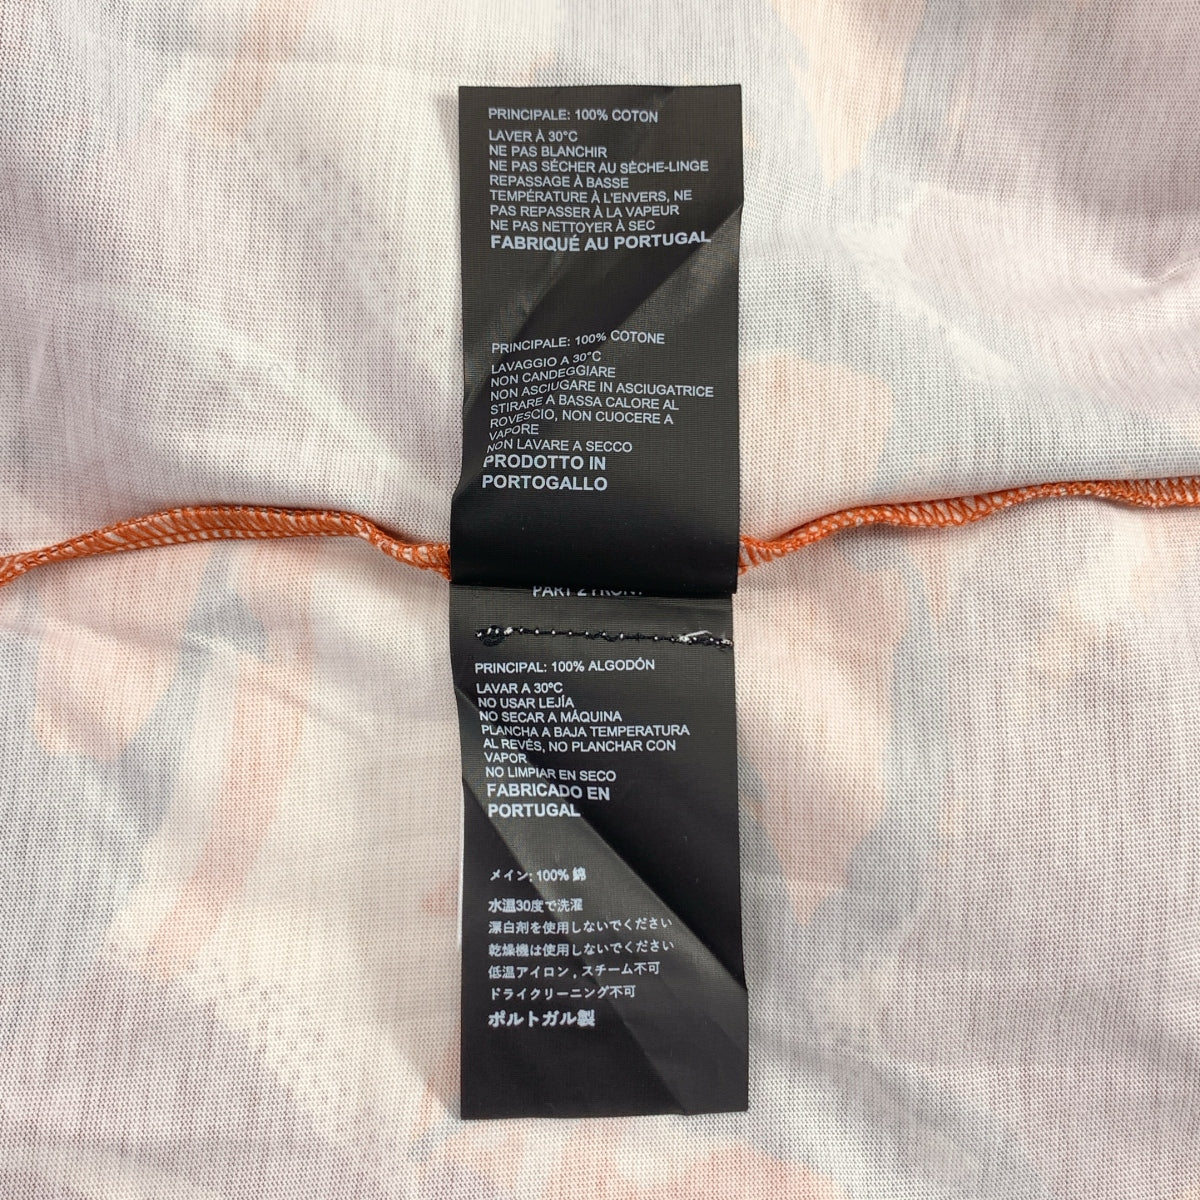 PRINCIPALE: 100% COTON
LAVER À 30°C
NE PAS BLANCHIR
NE PAS SÉCHER AU SÈCHE-LINGE
REPASSAGE À BASSE
TEMPÉRATURE À L'ENVERS, NE
PAS REPASSER À LA VAPEUR
NE PAS NETTOYER À SEC
FABRIQUÉ AU PORTUGAL
PRINCIPALE: 100% COTONE
LAVAGGIO A 30°C
NON CANDEGGIARE
NON ASCIUGARE IN ASCIUGATRICE
STIRARE A BASSA CALORE AL
ROVESCIO, NON CUOCERE A
VAPORE
NON LAVARE A SECCO
PRODOTTO IN
PORTOGALLO
PART 2 FRONT
PRINCIPAL: 100% ALGODÓN
LAVAR A 30ºC
NO USAR LEJÍA
NO SECAR A MÁQUINA
PLANCHA A BAJA TEMPERATURA
AL REVÉS, NO PLANCHAR CON
VAPOR
NO LIMPIAR EN SECO
FABRICADO EN
PORTUGAL
メイン: 100% 綿
水温30度で洗濯
漂白剤を使用しないでください
乾燥機は使用しないでください
低温アイロン , スチーム不可
ドライクリーニング不可
ポルトガル製